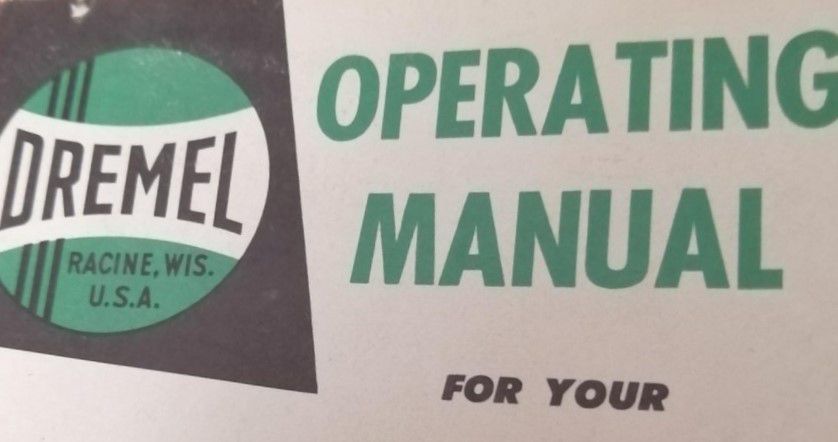 DREMEL
RACINE, WIS.
U.S.A.
OPERATING
MANUAL
FOR YOUR